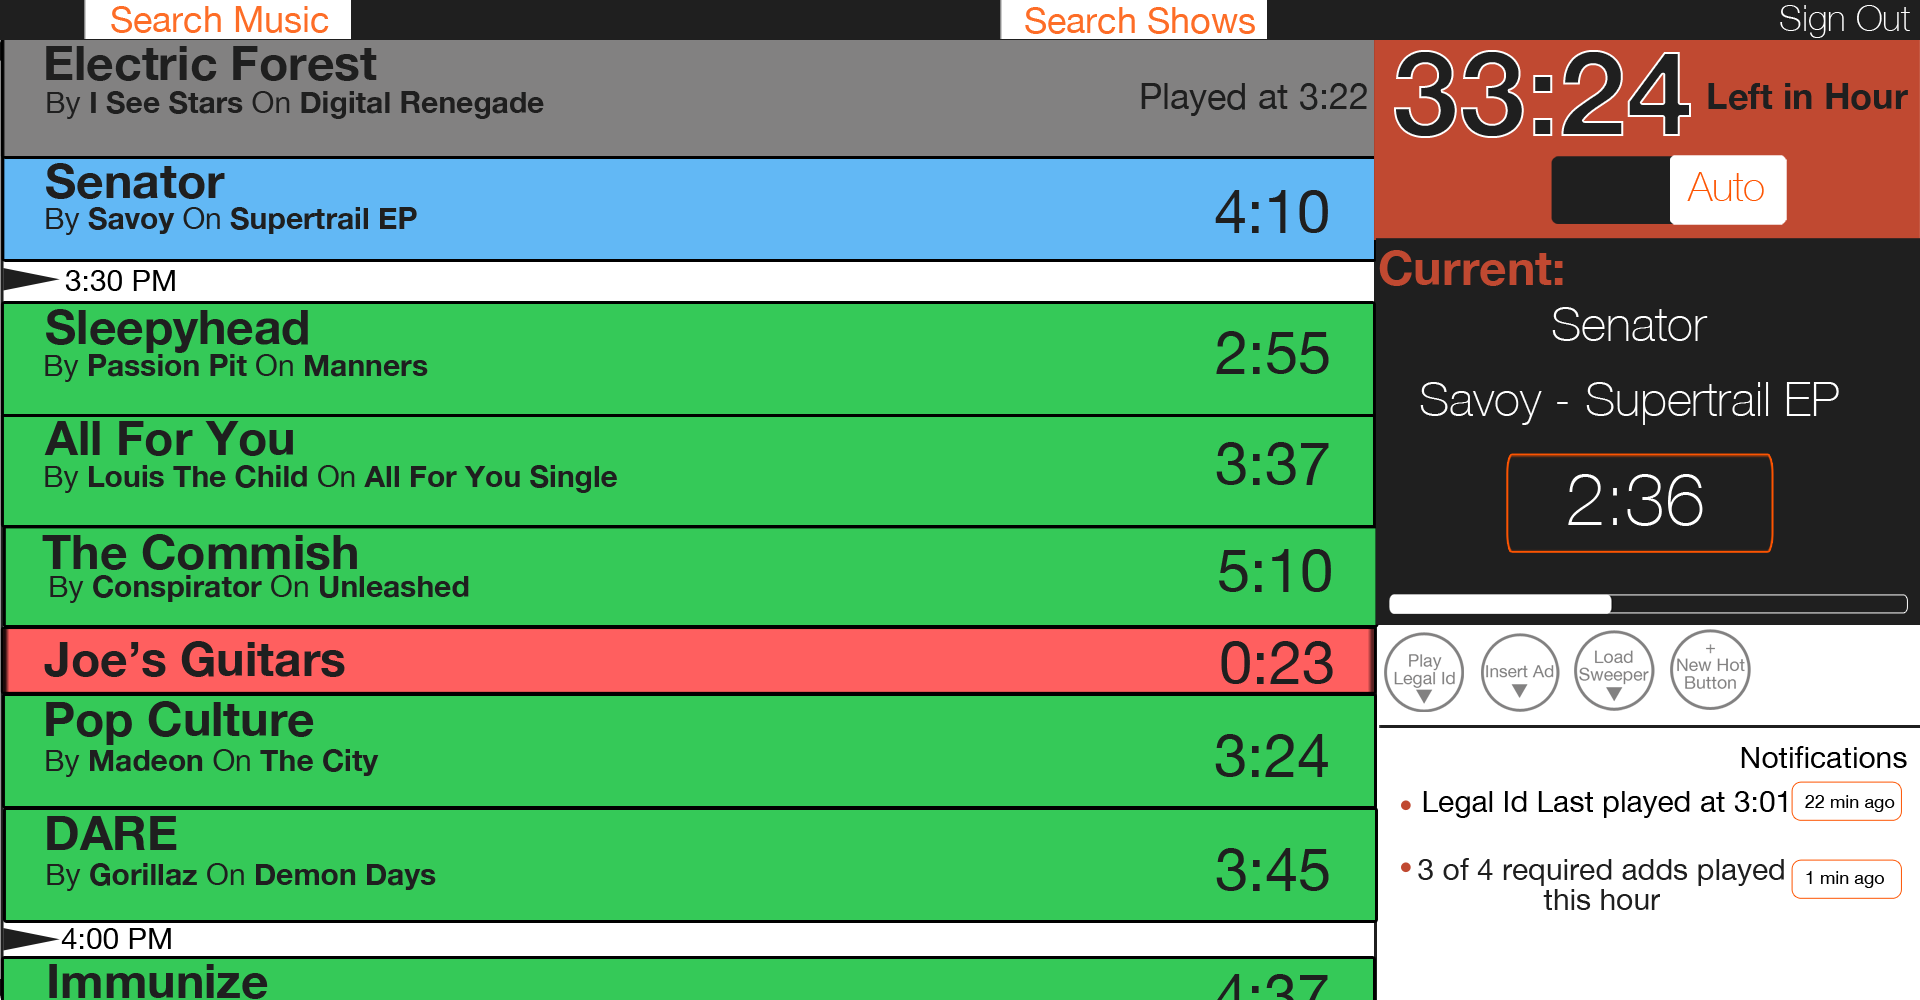 Search Music
Search Shows
Sign Out
Electric Forest
By I See Stars On Digital Renegade
Played at 3:22
Senator
By Savoy On Supertrail EP
4:10
3:30 PM
Sleepyhead
By Passion Pit On Manners
2:55
All For You
By Louis The Child On All For You Single
3:37
The Commish
By Conspirator On Unleashed
5:10
Joe’s Guitars
0:23
Pop Culture
By Madeon On The City
3:24
DARE
By Gorillaz On Demon Days
3:45
4:00 PM
Immunize
4:37
33:24 Left in Hour
Auto
Current:
Senator
Savoy - Supertrail EP
2:36
Play
Legal Id
Insert Ad
Load
Sweeper
+
New Hot
Button
Notifications
• Legal Id Last played at 3:01
22 min ago
• 3 of 4 required adds played
this hour
1 min ago